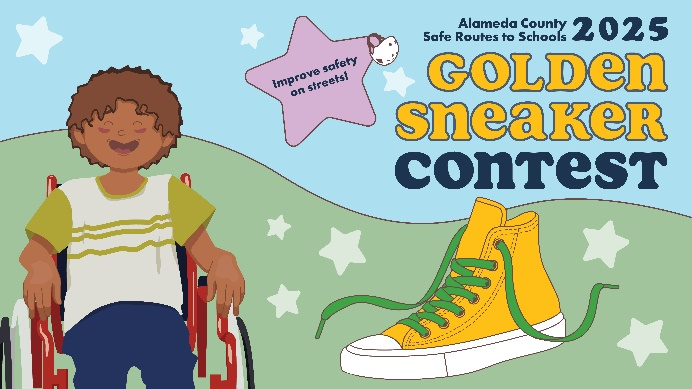 Alameda County
Safe Routes to Schools
2025
GOLDEN
SNEAKER
CONTEST
Improve safety
on streets!